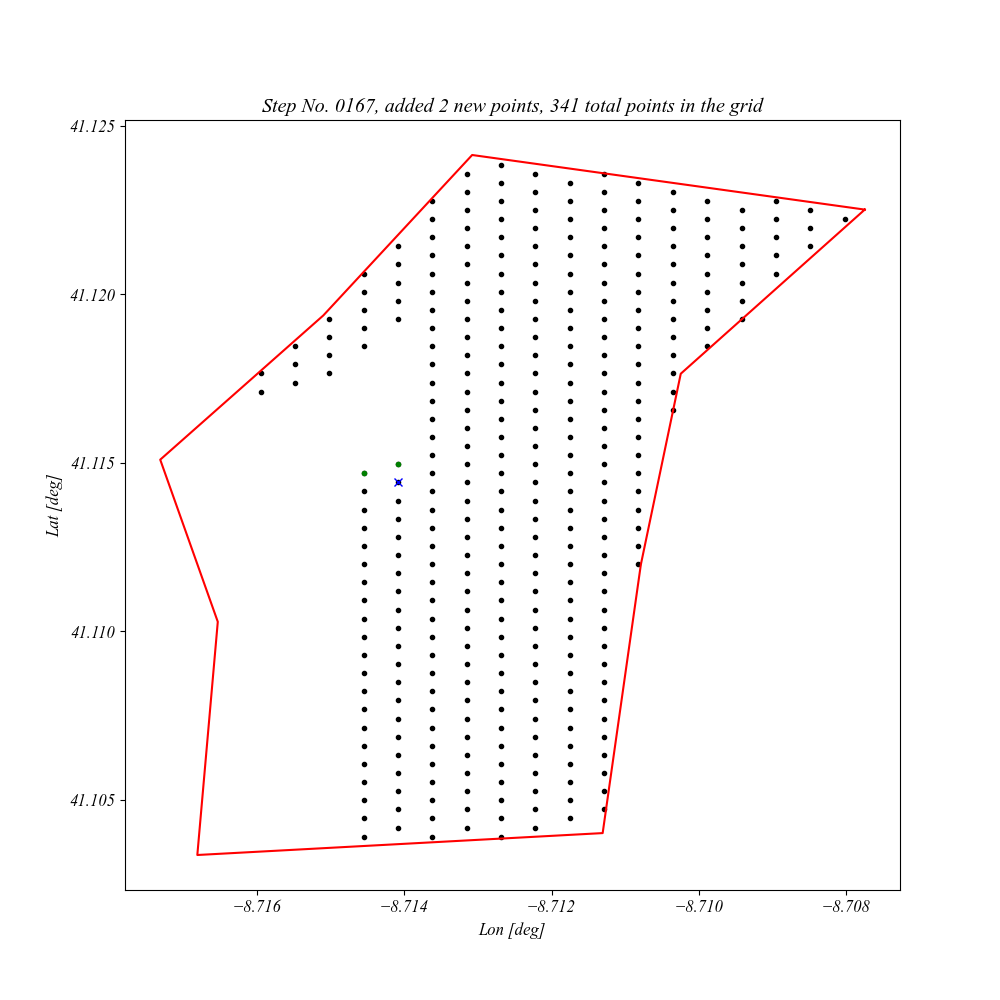 Step No. 0167, added 2 new points, 341 total points in the grid
41.125
41.120
41.115
41.110
41.105
Lat [deg]
−8.716 −8.714 −8.712 −8.710 −8.708
Lon [deg]